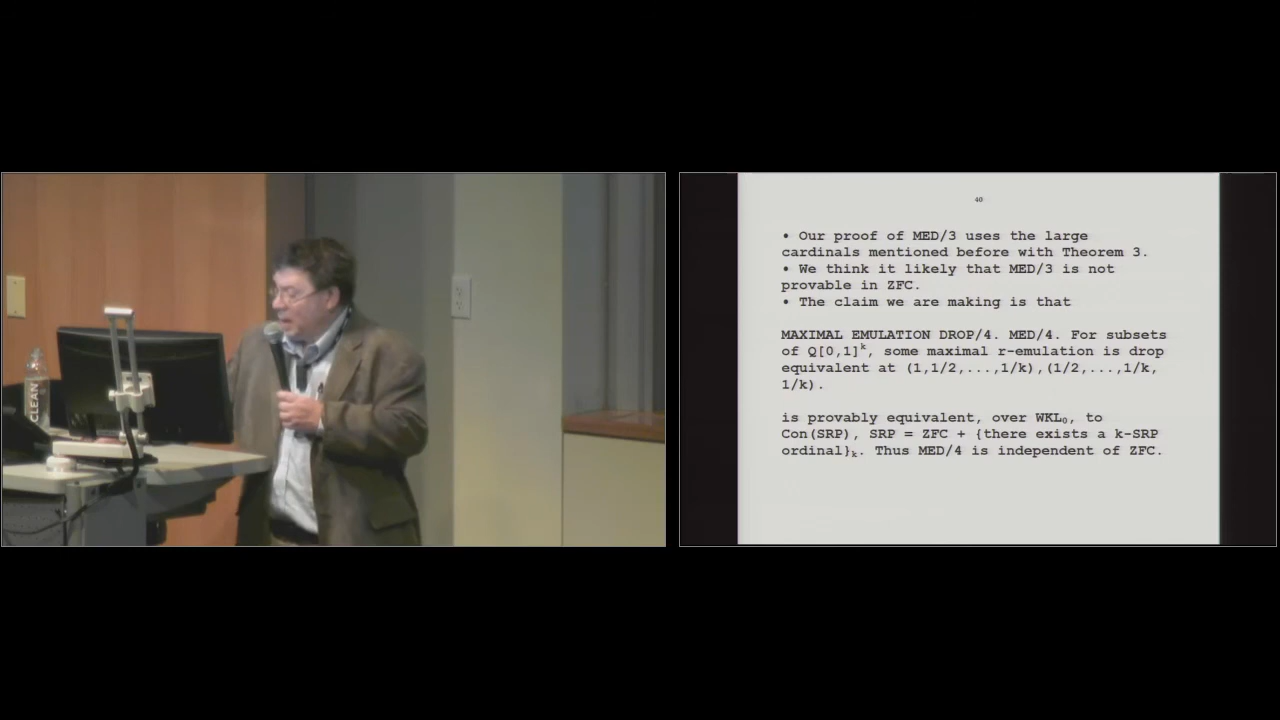 CLEAN
40
• Our proof of MED/3 uses the large
cardinals mentioned before with Theorem 3.
• We think it likely that MED/3 is not
provable in ZFC.
• The claim we are making is that
MAXIMAL EMULATION DROP/4. MED/4. For subsets
of Q[0,1]^k, some maximal r-emulation is drop
equivalent at (1,1/2,...,1/k),(1/2,...,1/k,
1/k).
is provably equivalent, over WKL₀, to
Con(SRP), SRP = ZFC + {there exists a k-SRP
ordinal}ₖ. Thus MED/4 is independent of ZFC.